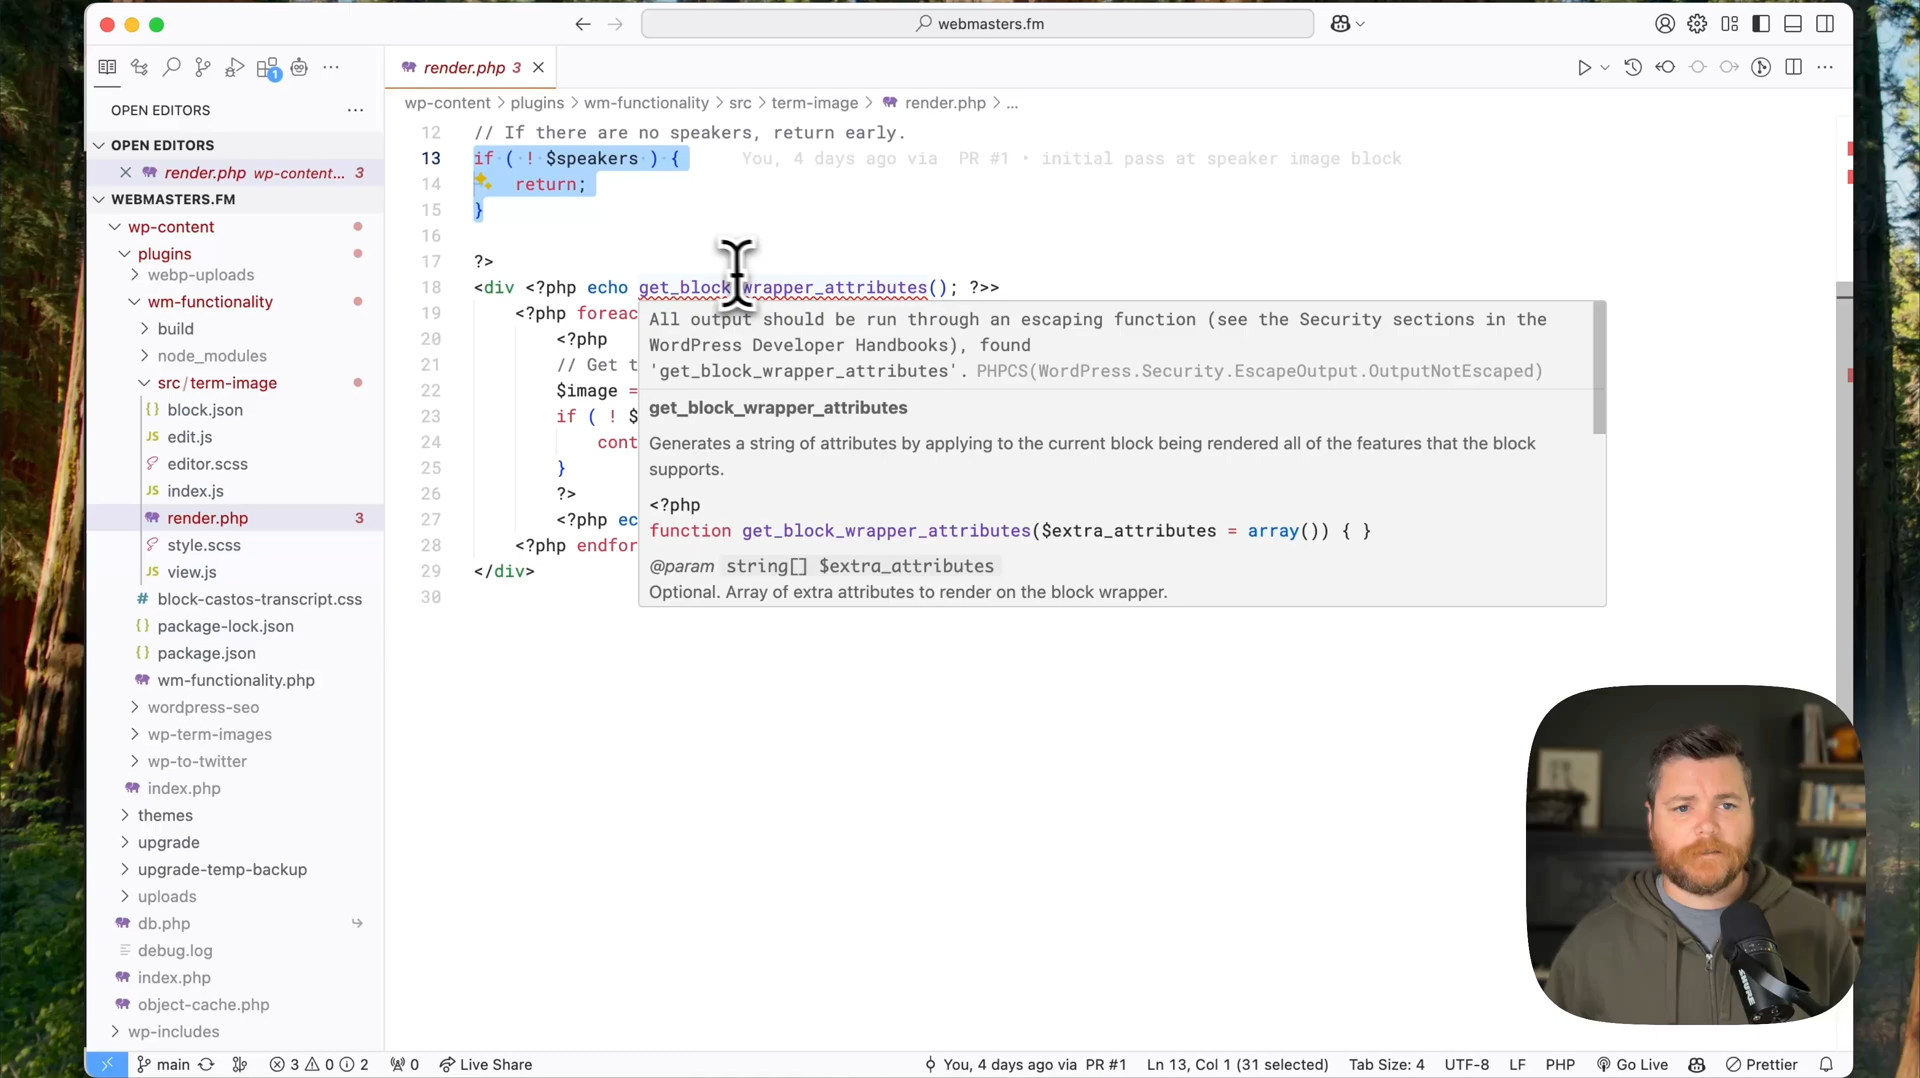 webmasters.fm
1
OPEN EDITORS
render.php 3
OPEN EDITORS
render.php wp-content... 3
WEBMASTERS.FM
wp-content
plugins
webp-uploads
wm-functionality
build
node_modules
src/term-image
block.json
edit.js
editor.scss
index.js
render.php 3
style.scss
view.js
block-castos-transcript.css
package-lock.json
package.json
wm-functionality.php
wordpress-seo
wp-term-images
wp-to-twitter
index.php
themes
upgrade
upgrade-temp-backup
uploads
db.php
debug.log
index.php
object-cache.php
wp-includes
wp-content > plugins > wm-functionality > src > term-image > render.php > ...
12 // If there are no speakers, return early.
13 if ( ! $speakers ) { You, 4 days ago via PR #1 • initial pass at speaker image block
14 return;
15 }
16
17 ?>
18 <div <?php echo get_block_wrapper_attributes(); ?>>
19 <?php foreac
20 <?php
21 // Get t
22 $image =
23 if ( ! $
24 cont
25 }
26 ?>
27 <?php ec
28 <?php endfor
29 </div>
30
All output should be run through an escaping function (see the Security sections in the
WordPress Developer Handbooks), found
'get_block_wrapper_attributes'. PHPCS(WordPress.Security.EscapeOutput.OutputNotEscaped)
get_block_wrapper_attributes
Generates a string of attributes by applying to the current block being rendered all of the features that the block
supports.
<?php
function get_block_wrapper_attributes($extra_attributes = array()) { }
@param string[] $extra_attributes
Optional. Array of extra attributes to render on the block wrapper.
SHURE
main 3 0 2 0 Live Share You, 4 days ago via PR #1 Ln 13, Col 1 (31 selected) Tab Size: 4 UTF-8 LF PHP Go Live Prettier